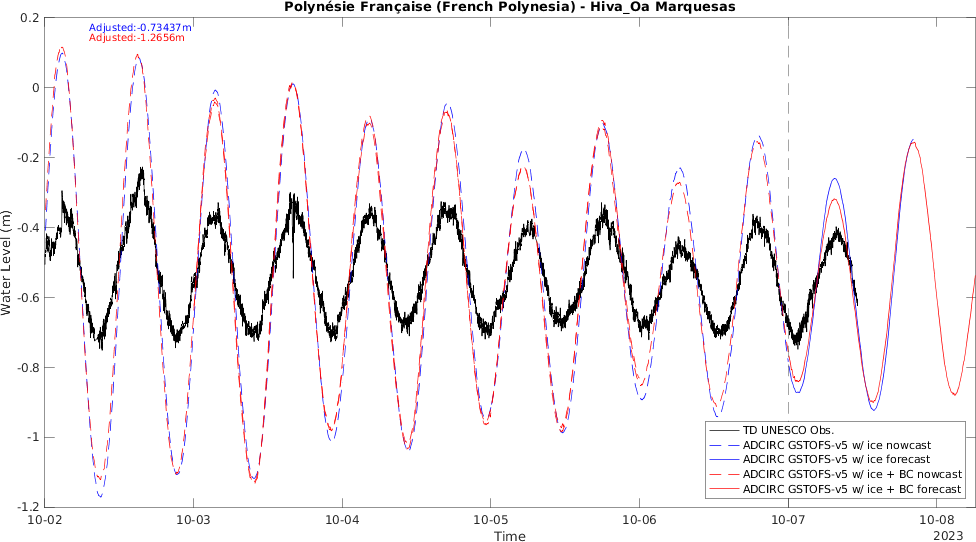 Polynésie Française (French Polynesia) - Hiva_Oa Marquesas
Adjusted:-0.73437m
Adjusted:-1.2656m
Water Level (m)
0.2
0
-0.2
-0.4
-0.6
-0.8
-1
-1.2
TD UNESCO Obs.
ADCIRC GSTOFS-v5 w/ ice nowcast
ADCIRC GSTOFS-v5 w/ ice forecast
ADCIRC GSTOFS-v5 w/ ice + BC nowcast
ADCIRC GSTOFS-v5 w/ ice + BC forecast
10-02 10-03 10-04 10-05 10-06 10-07 10-08
Time
2023